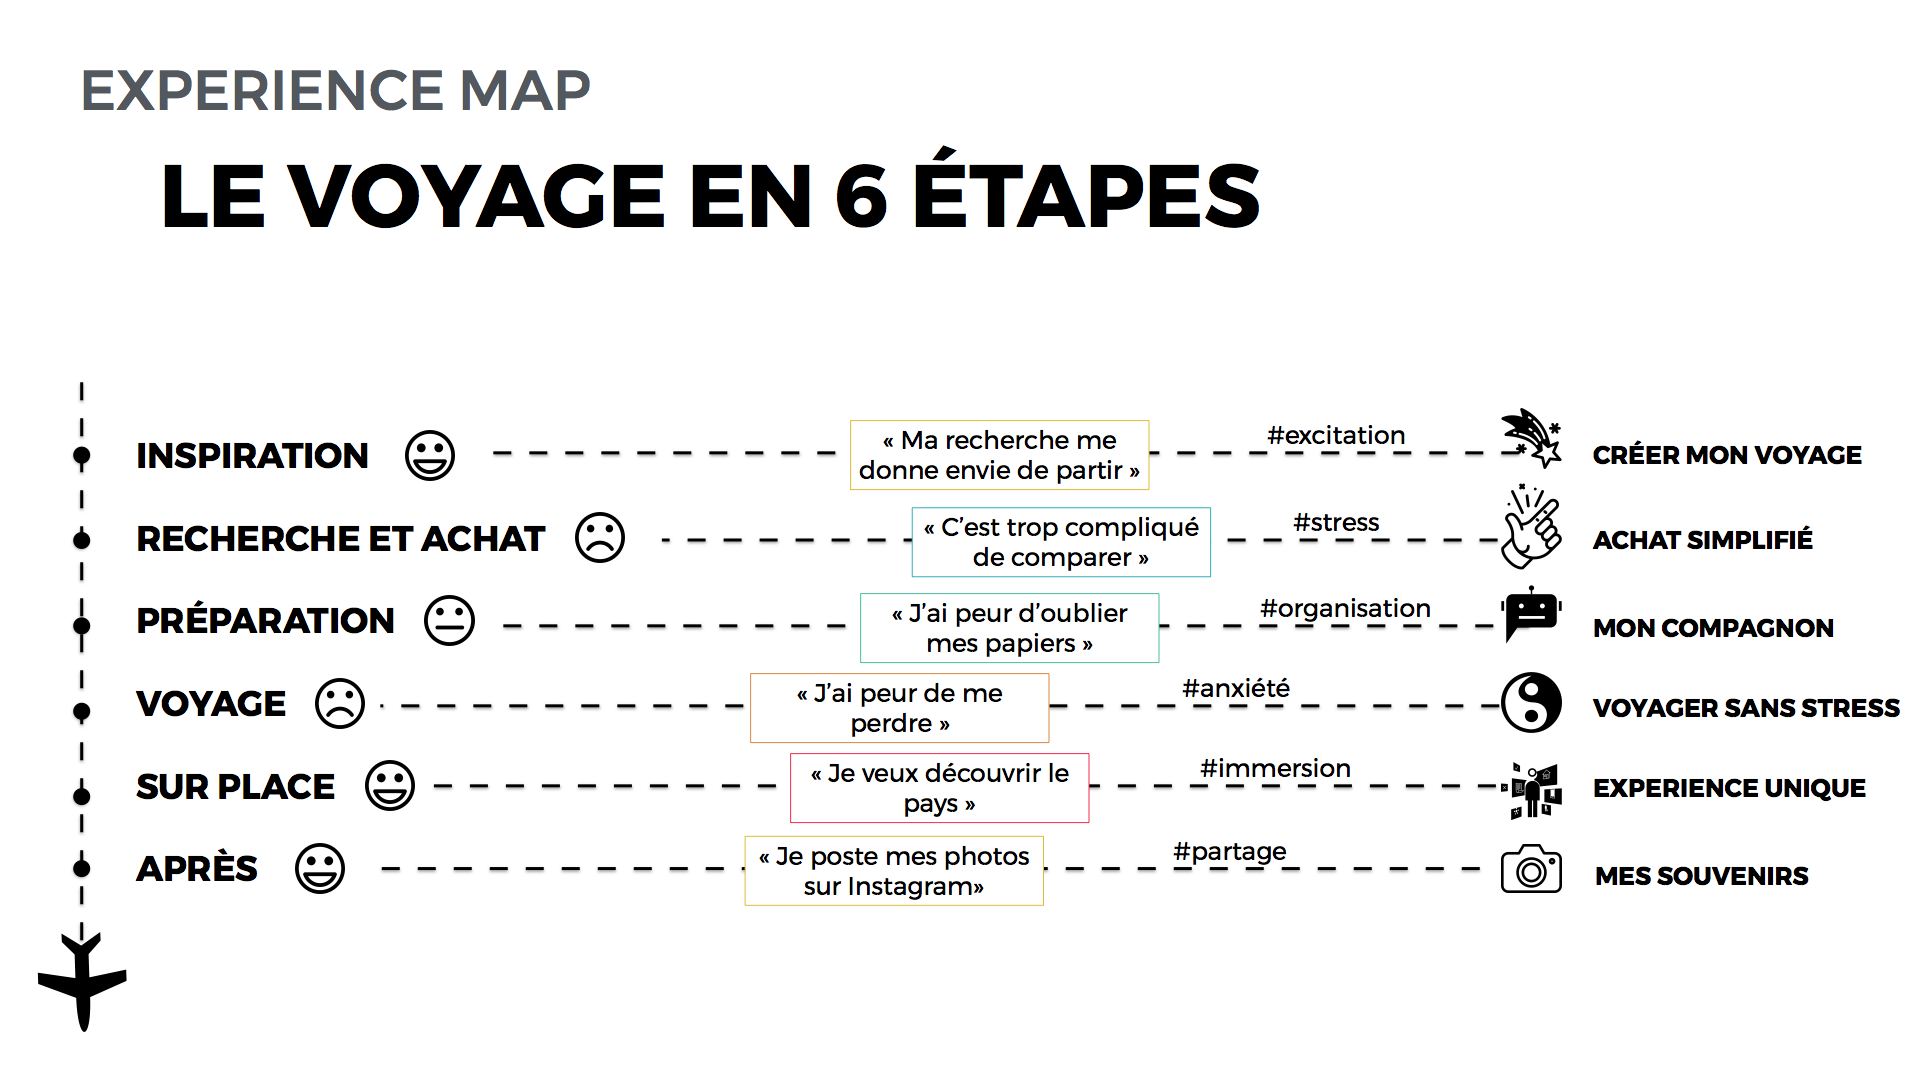 EXPERIENCE MAP
LE VOYAGE EN 6 ÉTAPES
INSPIRATION
« Ma recherche me
donne envie de partir »
#excitation
CRÉER MON VOYAGE
RECHERCHE ET ACHAT
« C’est trop compliqué
de comparer »
#stress
ACHAT SIMPLIFIÉ
PRÉPARATION
« J’ai peur d’oublier
mes papiers »
#organisation
MON COMPAGNON
VOYAGE
« J’ai peur de me
perdre »
#anxiété
VOYAGER SANS STRESS
SUR PLACE
« Je veux découvrir le
pays »
#immersion
EXPERIENCE UNIQUE
APRÈS
« Je poste mes photos
sur Instagram»
#partage
MES SOUVENIRS